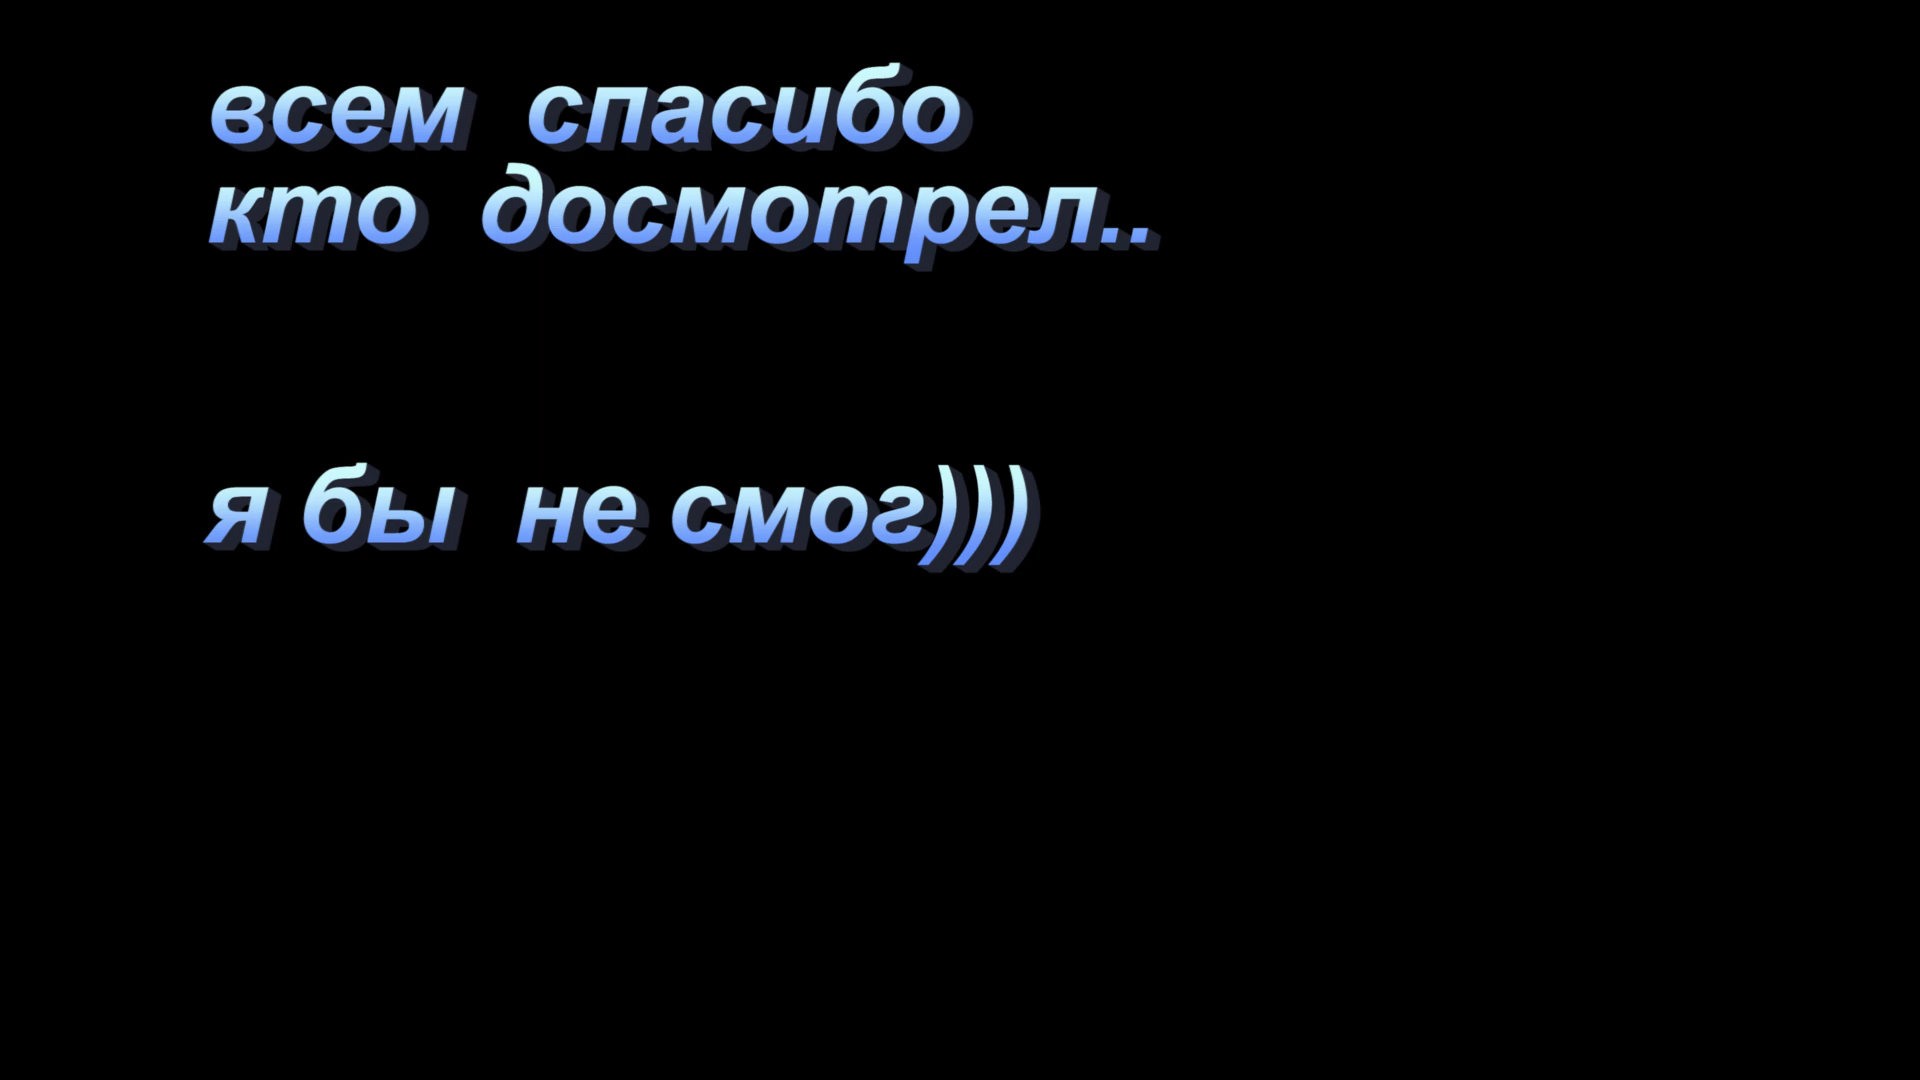 всем спасибо
кто досмотрел..
я бы не смог)))